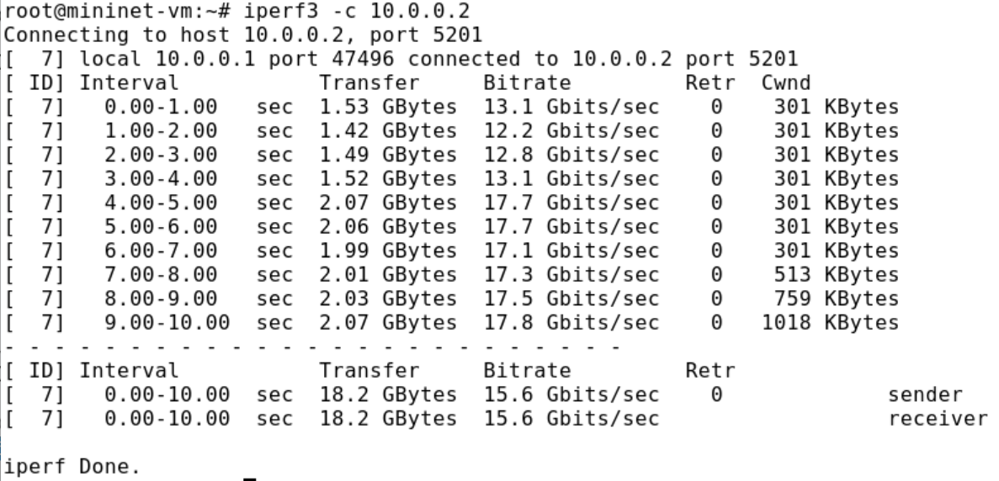 root@mininet-vm:~# iperf3 -c 10.0.0.2
Connecting to host 10.0.0.2, port 5201
[  7] local 10.0.0.1 port 47496 connected to 10.0.0.2 port 5201
[ ID] Interval           Transfer     Bitrate         Retr  Cwnd
[  7]   0.00-1.00   sec  1.53 GBytes  13.1 Gbits/sec    0    301 KBytes
[  7]   1.00-2.00   sec  1.42 GBytes  12.2 Gbits/sec    0    301 KBytes
[  7]   2.00-3.00   sec  1.49 GBytes  12.8 Gbits/sec    0    301 KBytes
[  7]   3.00-4.00   sec  1.52 GBytes  13.1 Gbits/sec    0    301 KBytes
[  7]   4.00-5.00   sec  2.07 GBytes  17.7 Gbits/sec    0    301 KBytes
[  7]   5.00-6.00   sec  2.06 GBytes  17.7 Gbits/sec    0    301 KBytes
[  7]   6.00-7.00   sec  1.99 GBytes  17.1 Gbits/sec    0    301 KBytes
[  7]   7.00-8.00   sec  2.01 GBytes  17.3 Gbits/sec    0    513 KBytes
[  7]   8.00-9.00   sec  2.03 GBytes  17.5 Gbits/sec    0    759 KBytes
[  7]   9.00-10.00  sec  2.07 GBytes  17.8 Gbits/sec    0   1018 KBytes
- - - - - - - - - - - - - - - - - - - - - - - - -
[ ID] Interval           Transfer     Bitrate         Retr
[  7]   0.00-10.00  sec  18.2 GBytes  15.6 Gbits/sec    0             sender
[  7]   0.00-10.00  sec  18.2 GBytes  15.6 Gbits/sec                  receiver

iperf Done.